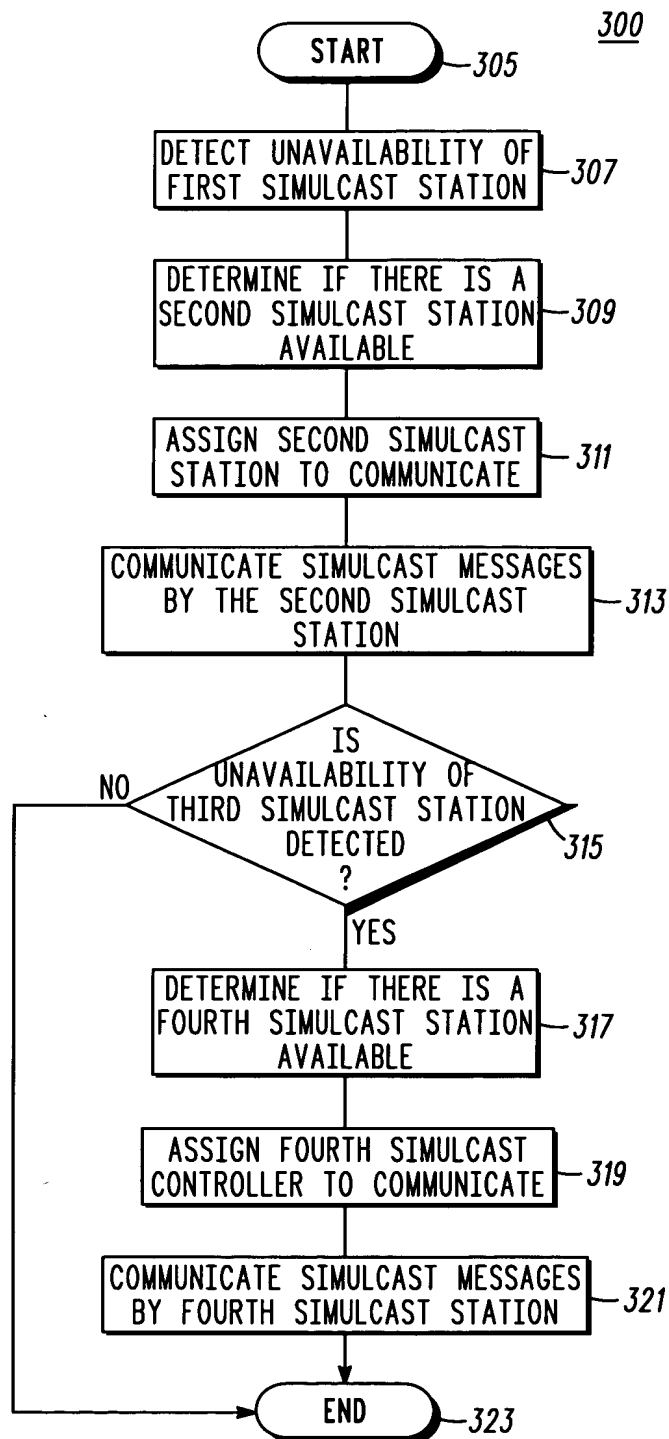 300
START
305
DETECT UNAVAILABILITY OF
FIRST SIMULCAST STATION
307
DETERMINE IF THERE IS A
SECOND SIMULCAST STATION
AVAILABLE
309
ASSIGN SECOND SIMULCAST
STATION TO COMMUNICATE
311
COMMUNICATE SIMULCAST MESSAGES
BY THE SECOND SIMULCAST
STATION
313
IS
UNAVAILABILITY OF
THIRD SIMULCAST STATION
DETECTED
?
315
NO
YES
DETERMINE IF THERE IS A
FOURTH SIMULCAST STATION
AVAILABLE
317
ASSIGN FOURTH SIMULCAST
CONTROLLER TO COMMUNICATE
319
COMMUNICATE SIMULCAST MESSAGES
BY FOURTH SIMULCAST STATION
321
END
323